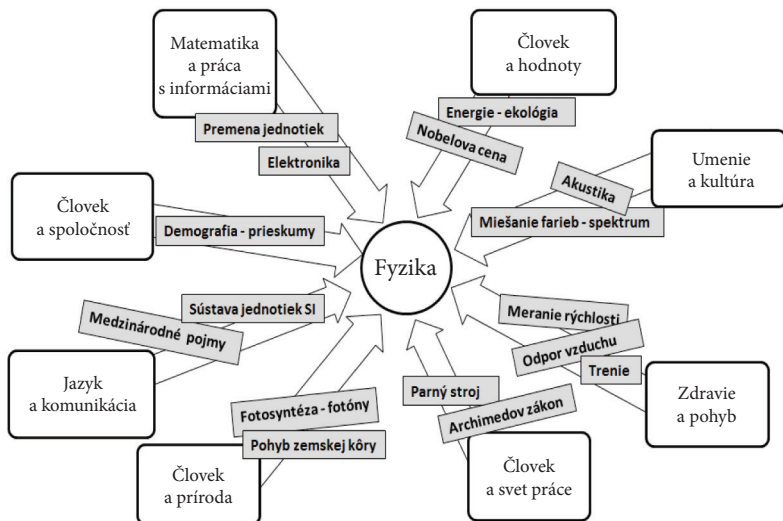 Matematika
a práca
s informáciami
Premena jednotiek
Elektronika
Človek
a hodnoty
Energie - ekológia
Nobelova cena
Umenie
a kultúra
Akustika
Miešanie farieb - spektrum
Človek
a spoločnosť
Demografia - prieskumy
Fyzika
Sústava jednotiek SI
Medzinárodné pojmy
Jazyk
a komunikácia
Meranie rýchlosti
Odpor vzduchu
Trenie
Zdravie
a pohyb
Fotosyntéza - fotóny
Pohyb zemskej kôry
Človek
a príroda
Parný stroj
Archimedov zákon
Človek
a svet práce